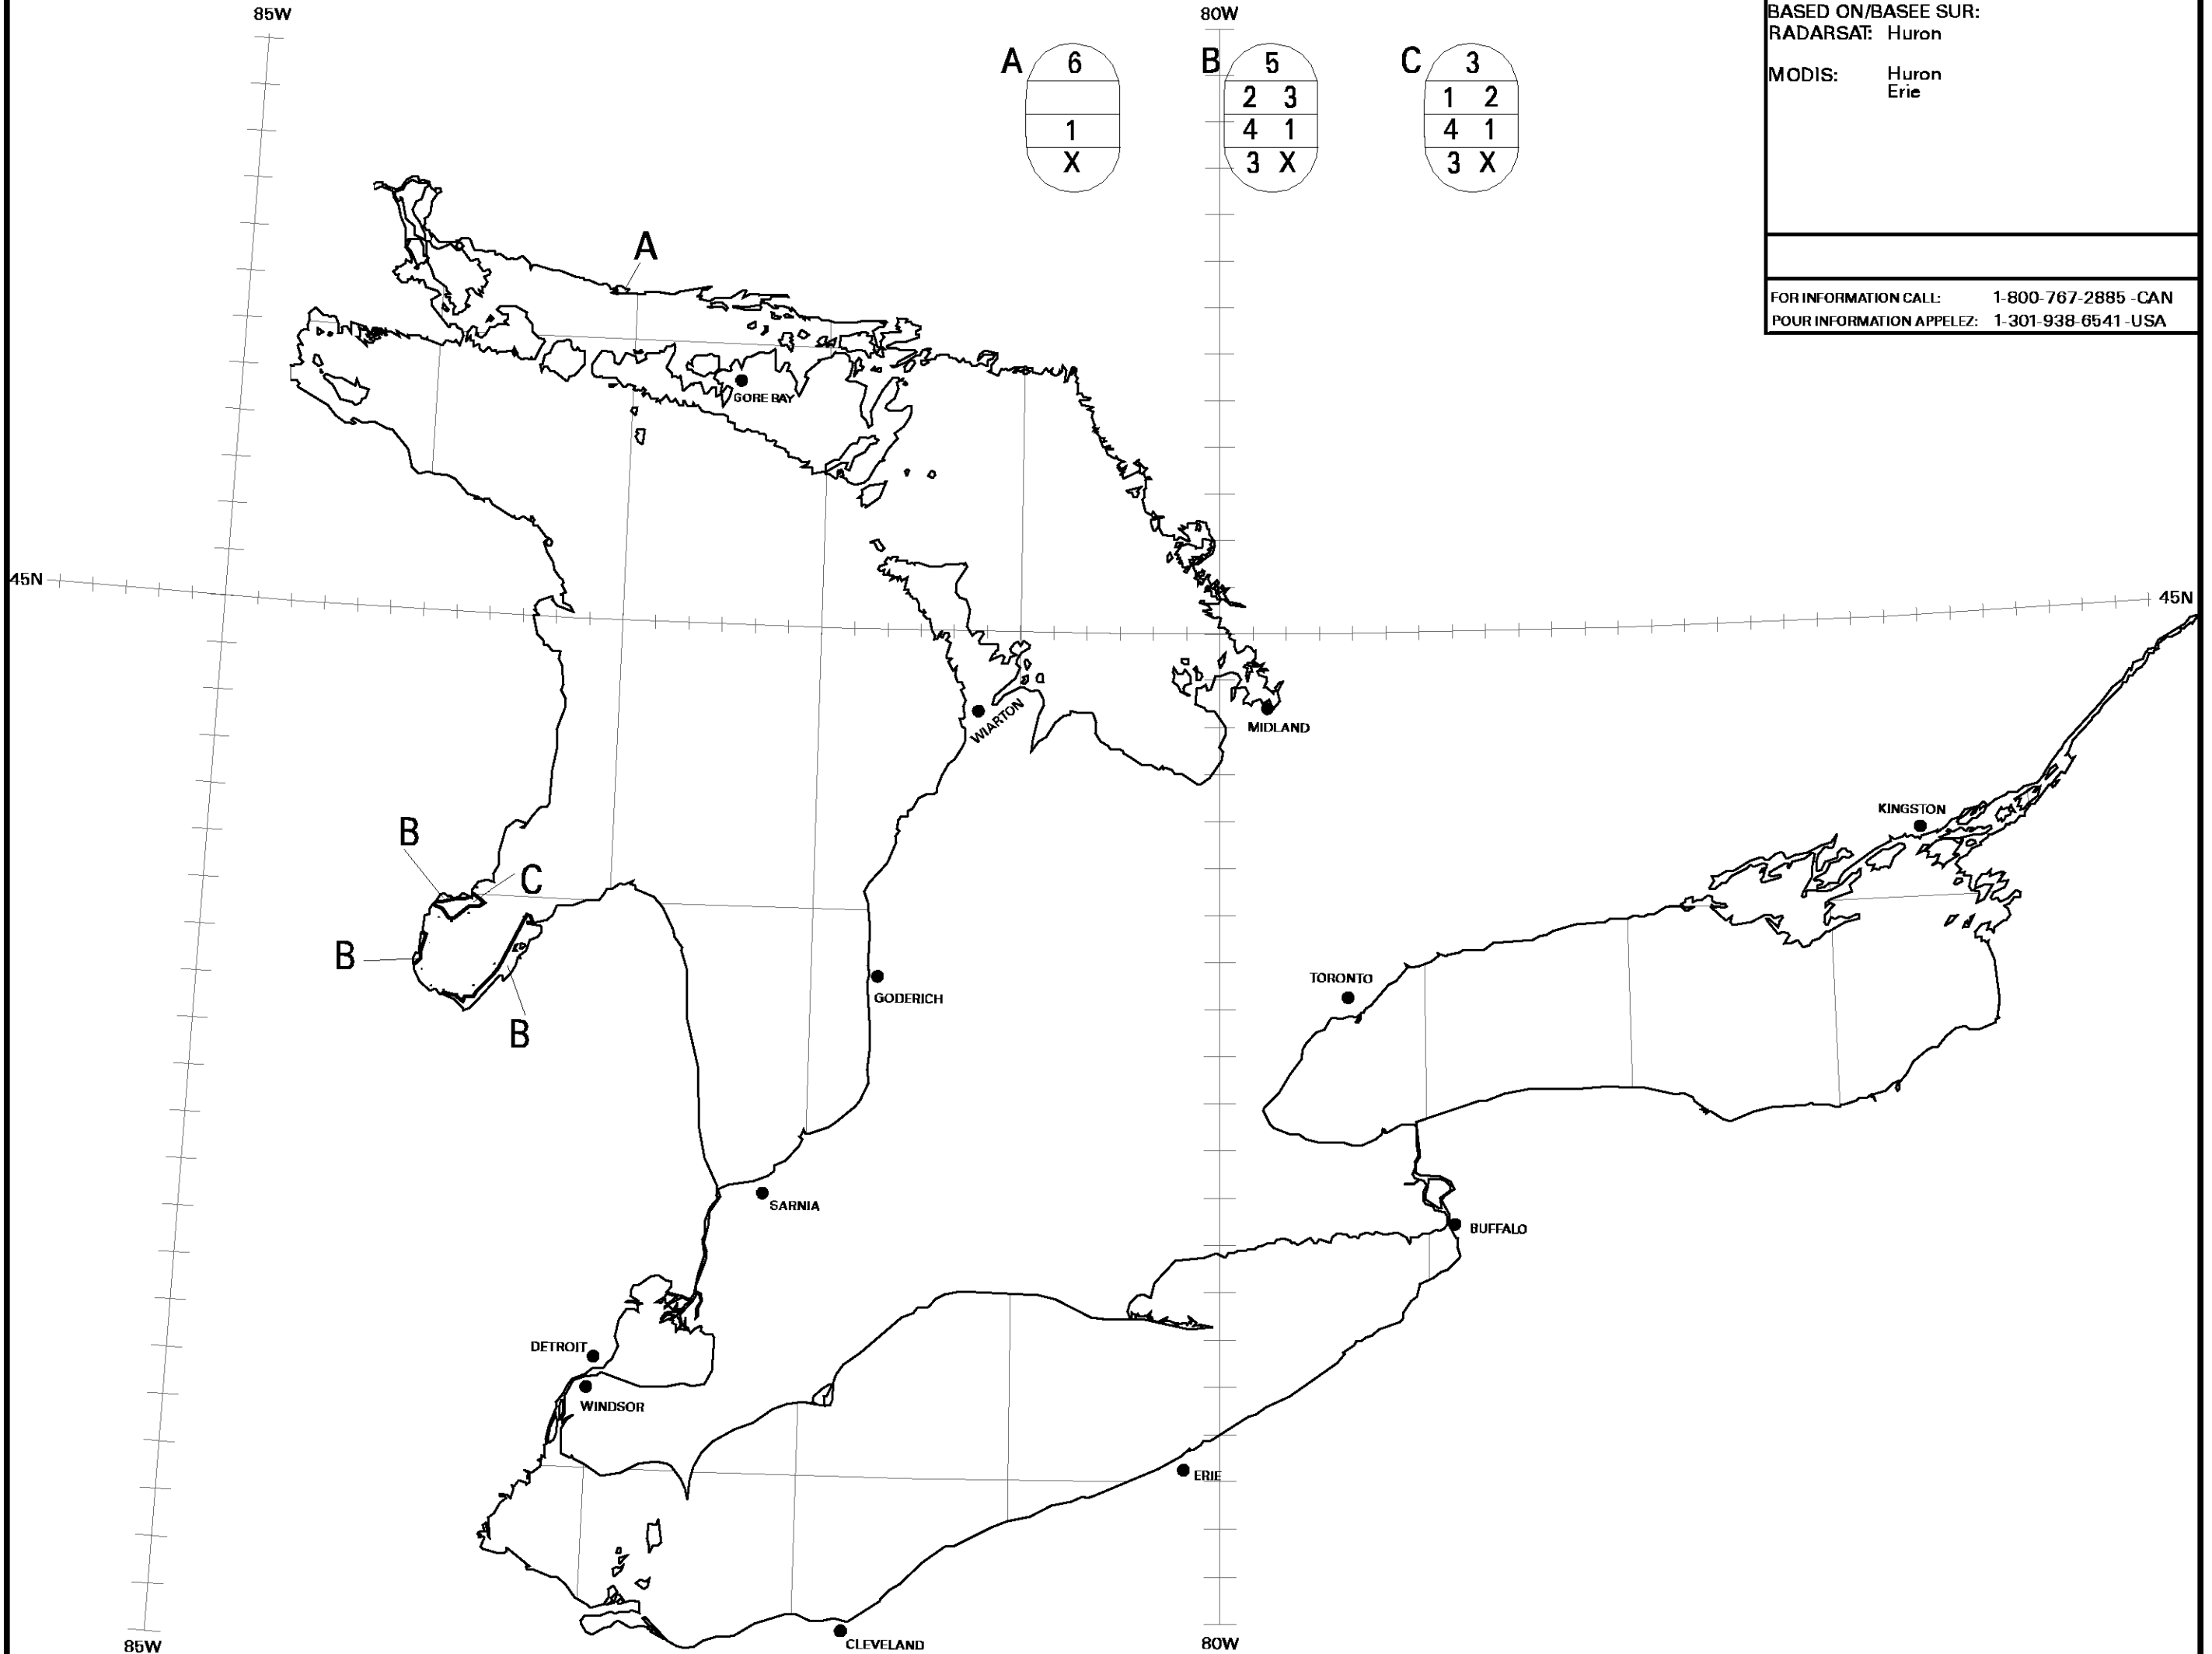 85W
80W
BASED ON/BASEE SUR:
RADARSAT: Huron
MODIS: Huron
Erie
A
6
1
X
B
5
2 3
4 1
3 X
C
3
1 2
4 1
3 X
FOR INFORMATION CALL: 1-800-767-2885 -CAN
POUR INFORMATION APPELEZ: 1-301-938-6541 -USA
A
GORE BAY
45N
45N
WIARTON
MIDLAND
KINGSTON
B
C
B
B
GODERICH
TORONTO
SARNIA
BUFFALO
DETROIT
WINDSOR
ERIE
CLEVELAND
85W
80W